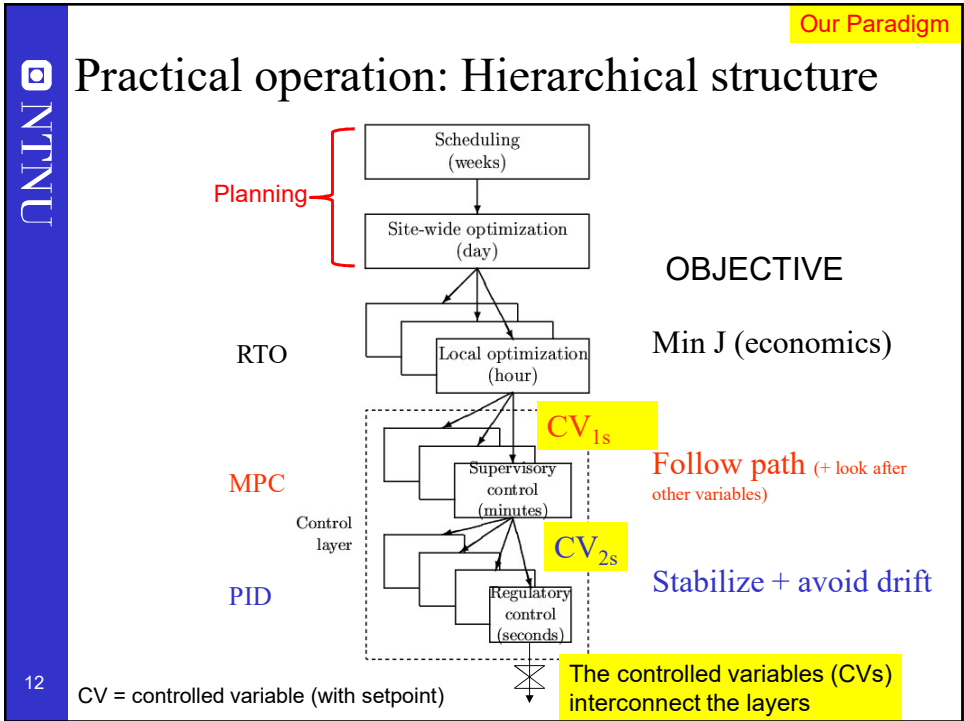 Our Paradigm
NTNU
Practical operation: Hierarchical structure
Scheduling
(weeks)
Planning
Site-wide optimization
(day)
OBJECTIVE
RTO
Local optimization
(hour)
Min J (economics)
CV1s
MPC
Supervisory
control
(minutes)
Follow path (+ look after
other variables)
Control
layer
CV2s
PID
Regulatory
control
(seconds)
Stabilize + avoid drift
The controlled variables (CVs)
interconnect the layers
12
CV = controlled variable (with setpoint)